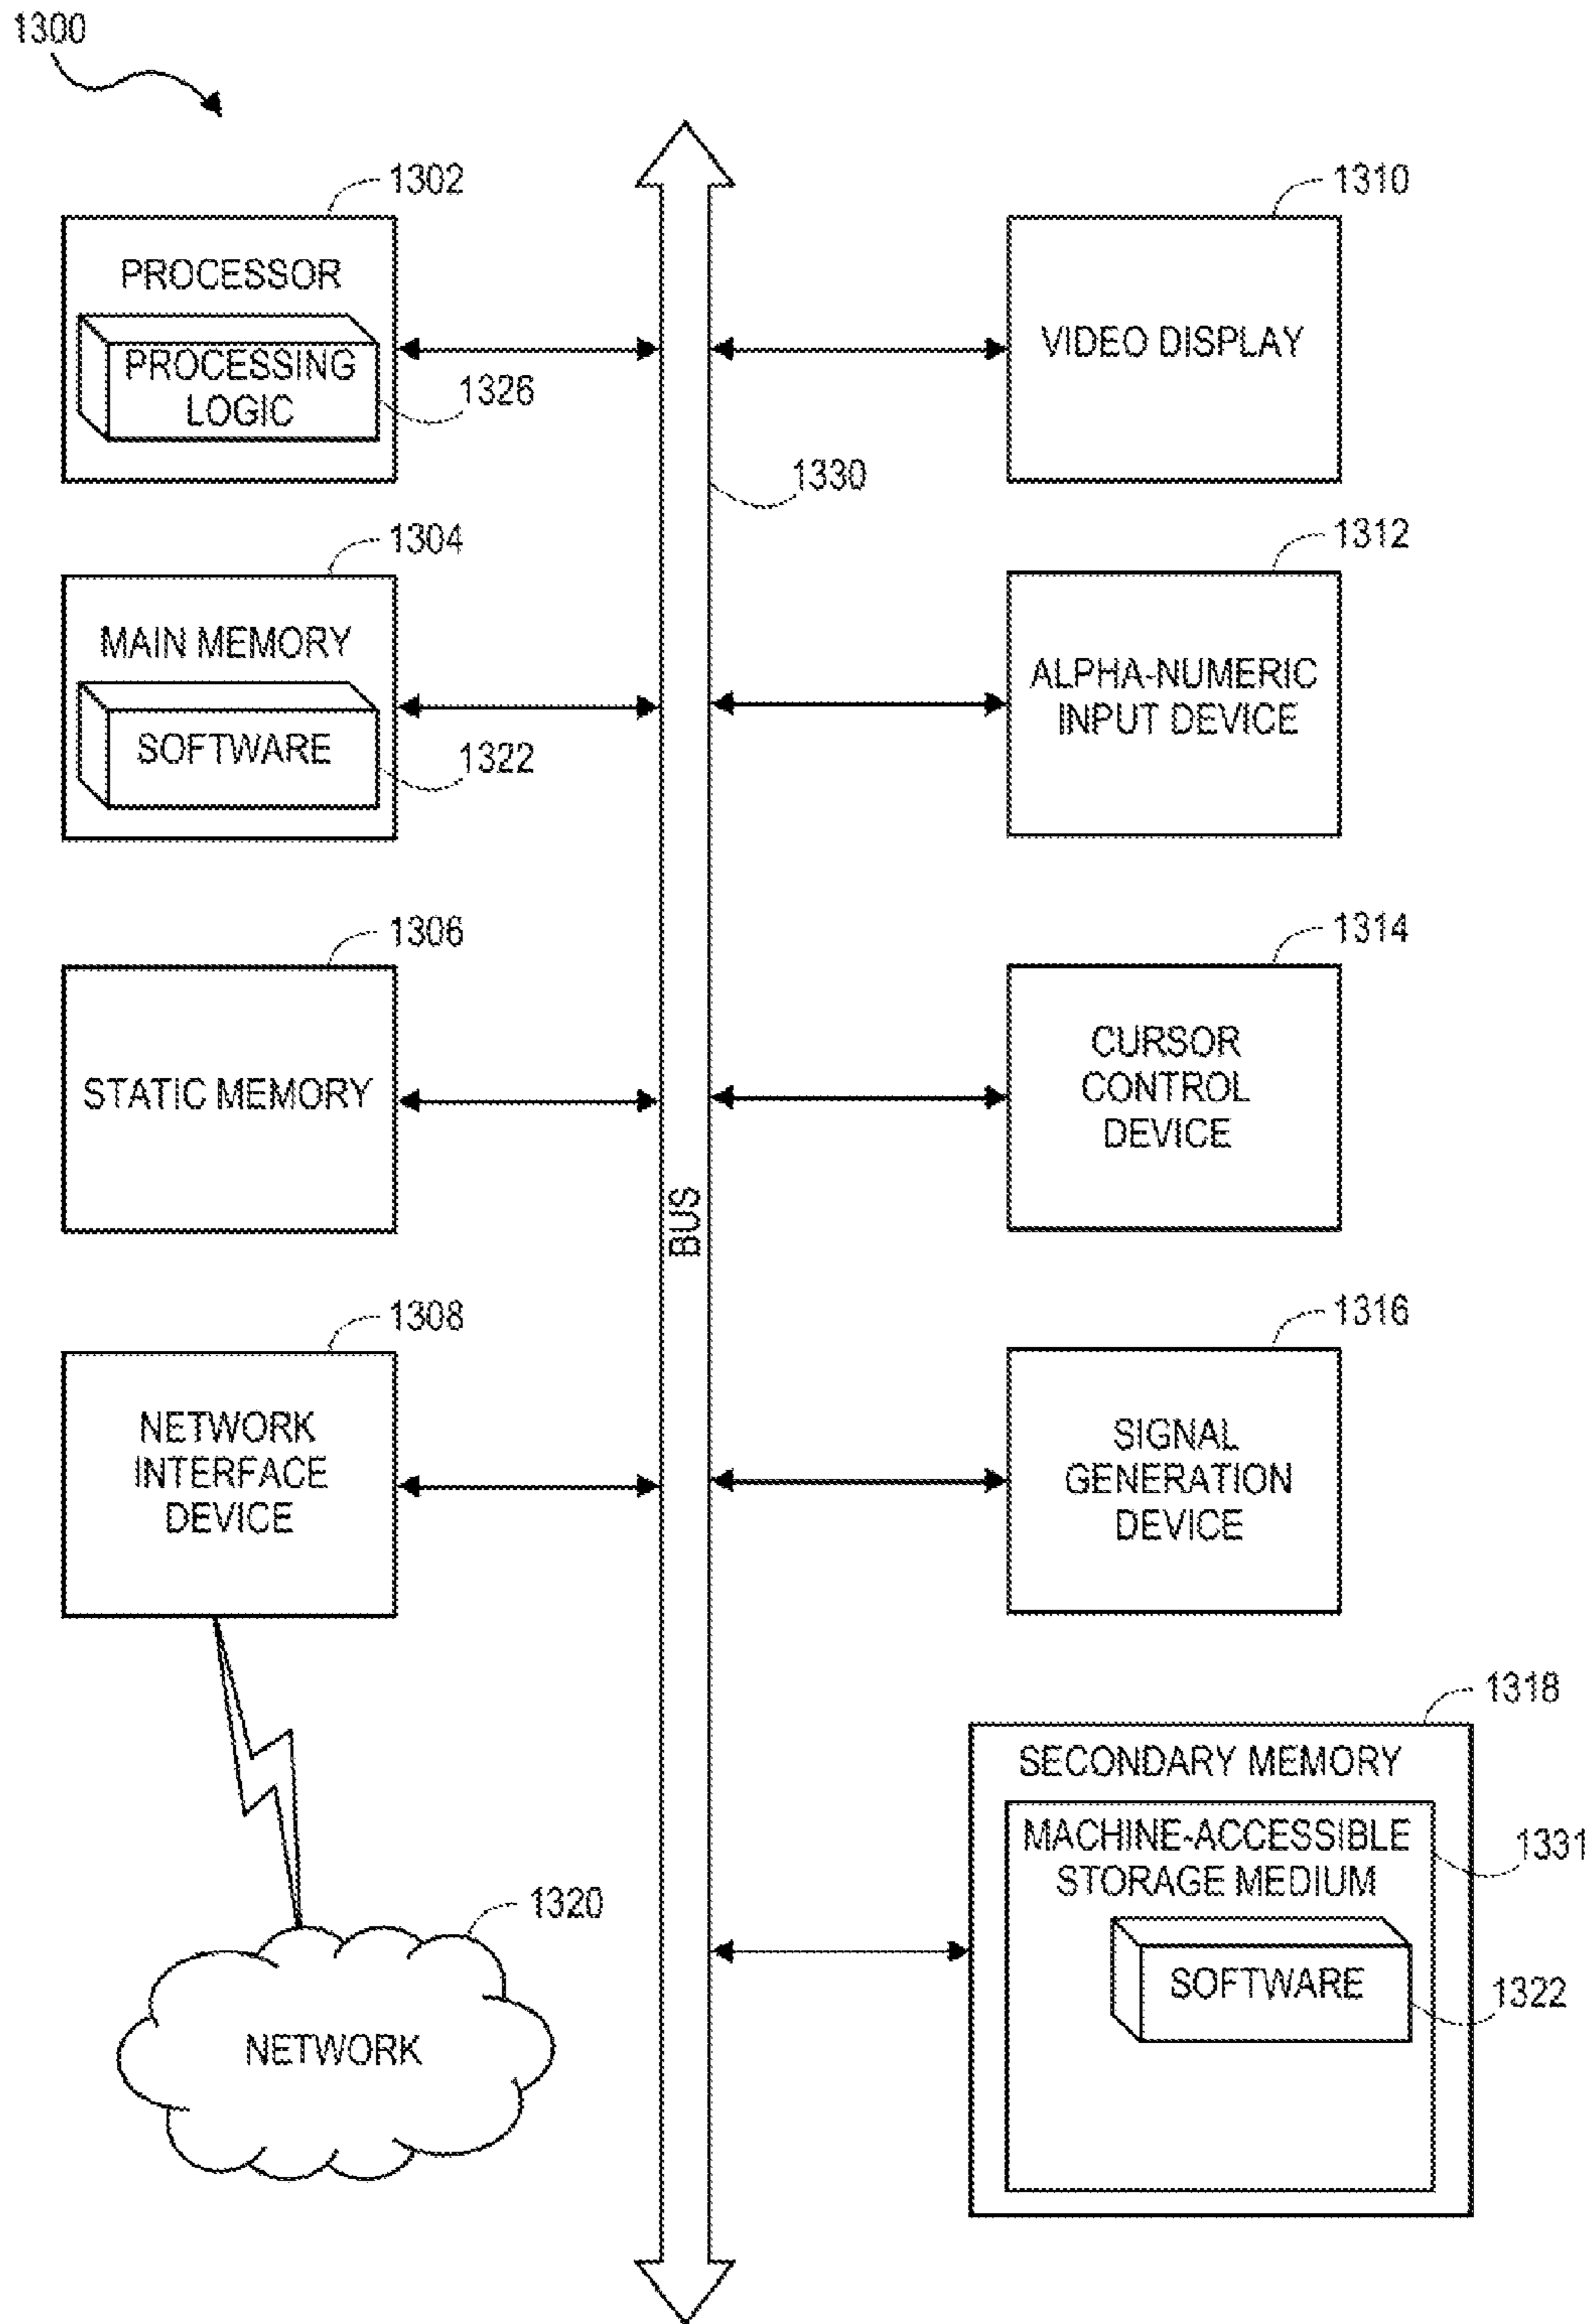 1300
1302
PROCESSOR
PROCESSING
LOGIC
1326
1304
MAIN MEMORY
SOFTWARE
1322
1306
STATIC MEMORY
1308
NETWORK
INTERFACE
DEVICE
1320
NETWORK
1330
BUS
1310
VIDEO DISPLAY
1312
ALPHA-NUMERIC
INPUT DEVICE
1314
CURSOR
CONTROL
DEVICE
1316
SIGNAL
GENERATION
DEVICE
1318
SECONDARY MEMORY
MACHINE-ACCESSIBLE
STORAGE MEDIUM
1331
SOFTWARE
1322